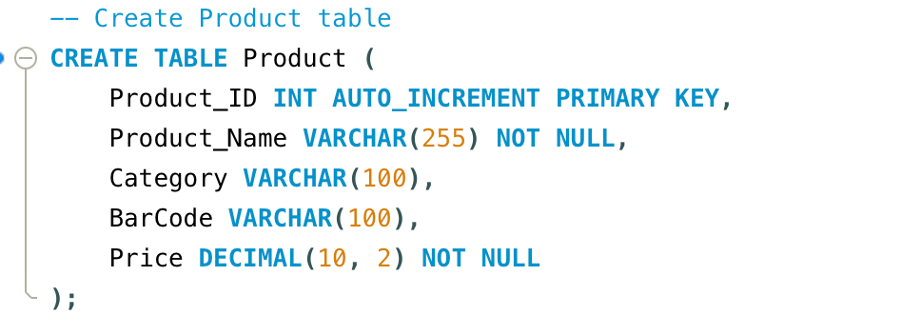 -- Create Product table
CREATE TABLE Product (
    Product_ID INT AUTO_INCREMENT PRIMARY KEY,
    Product_Name VARCHAR(255) NOT NULL,
    Category VARCHAR(100),
    BarCode VARCHAR(100),
    Price DECIMAL(10, 2) NOT NULL
);